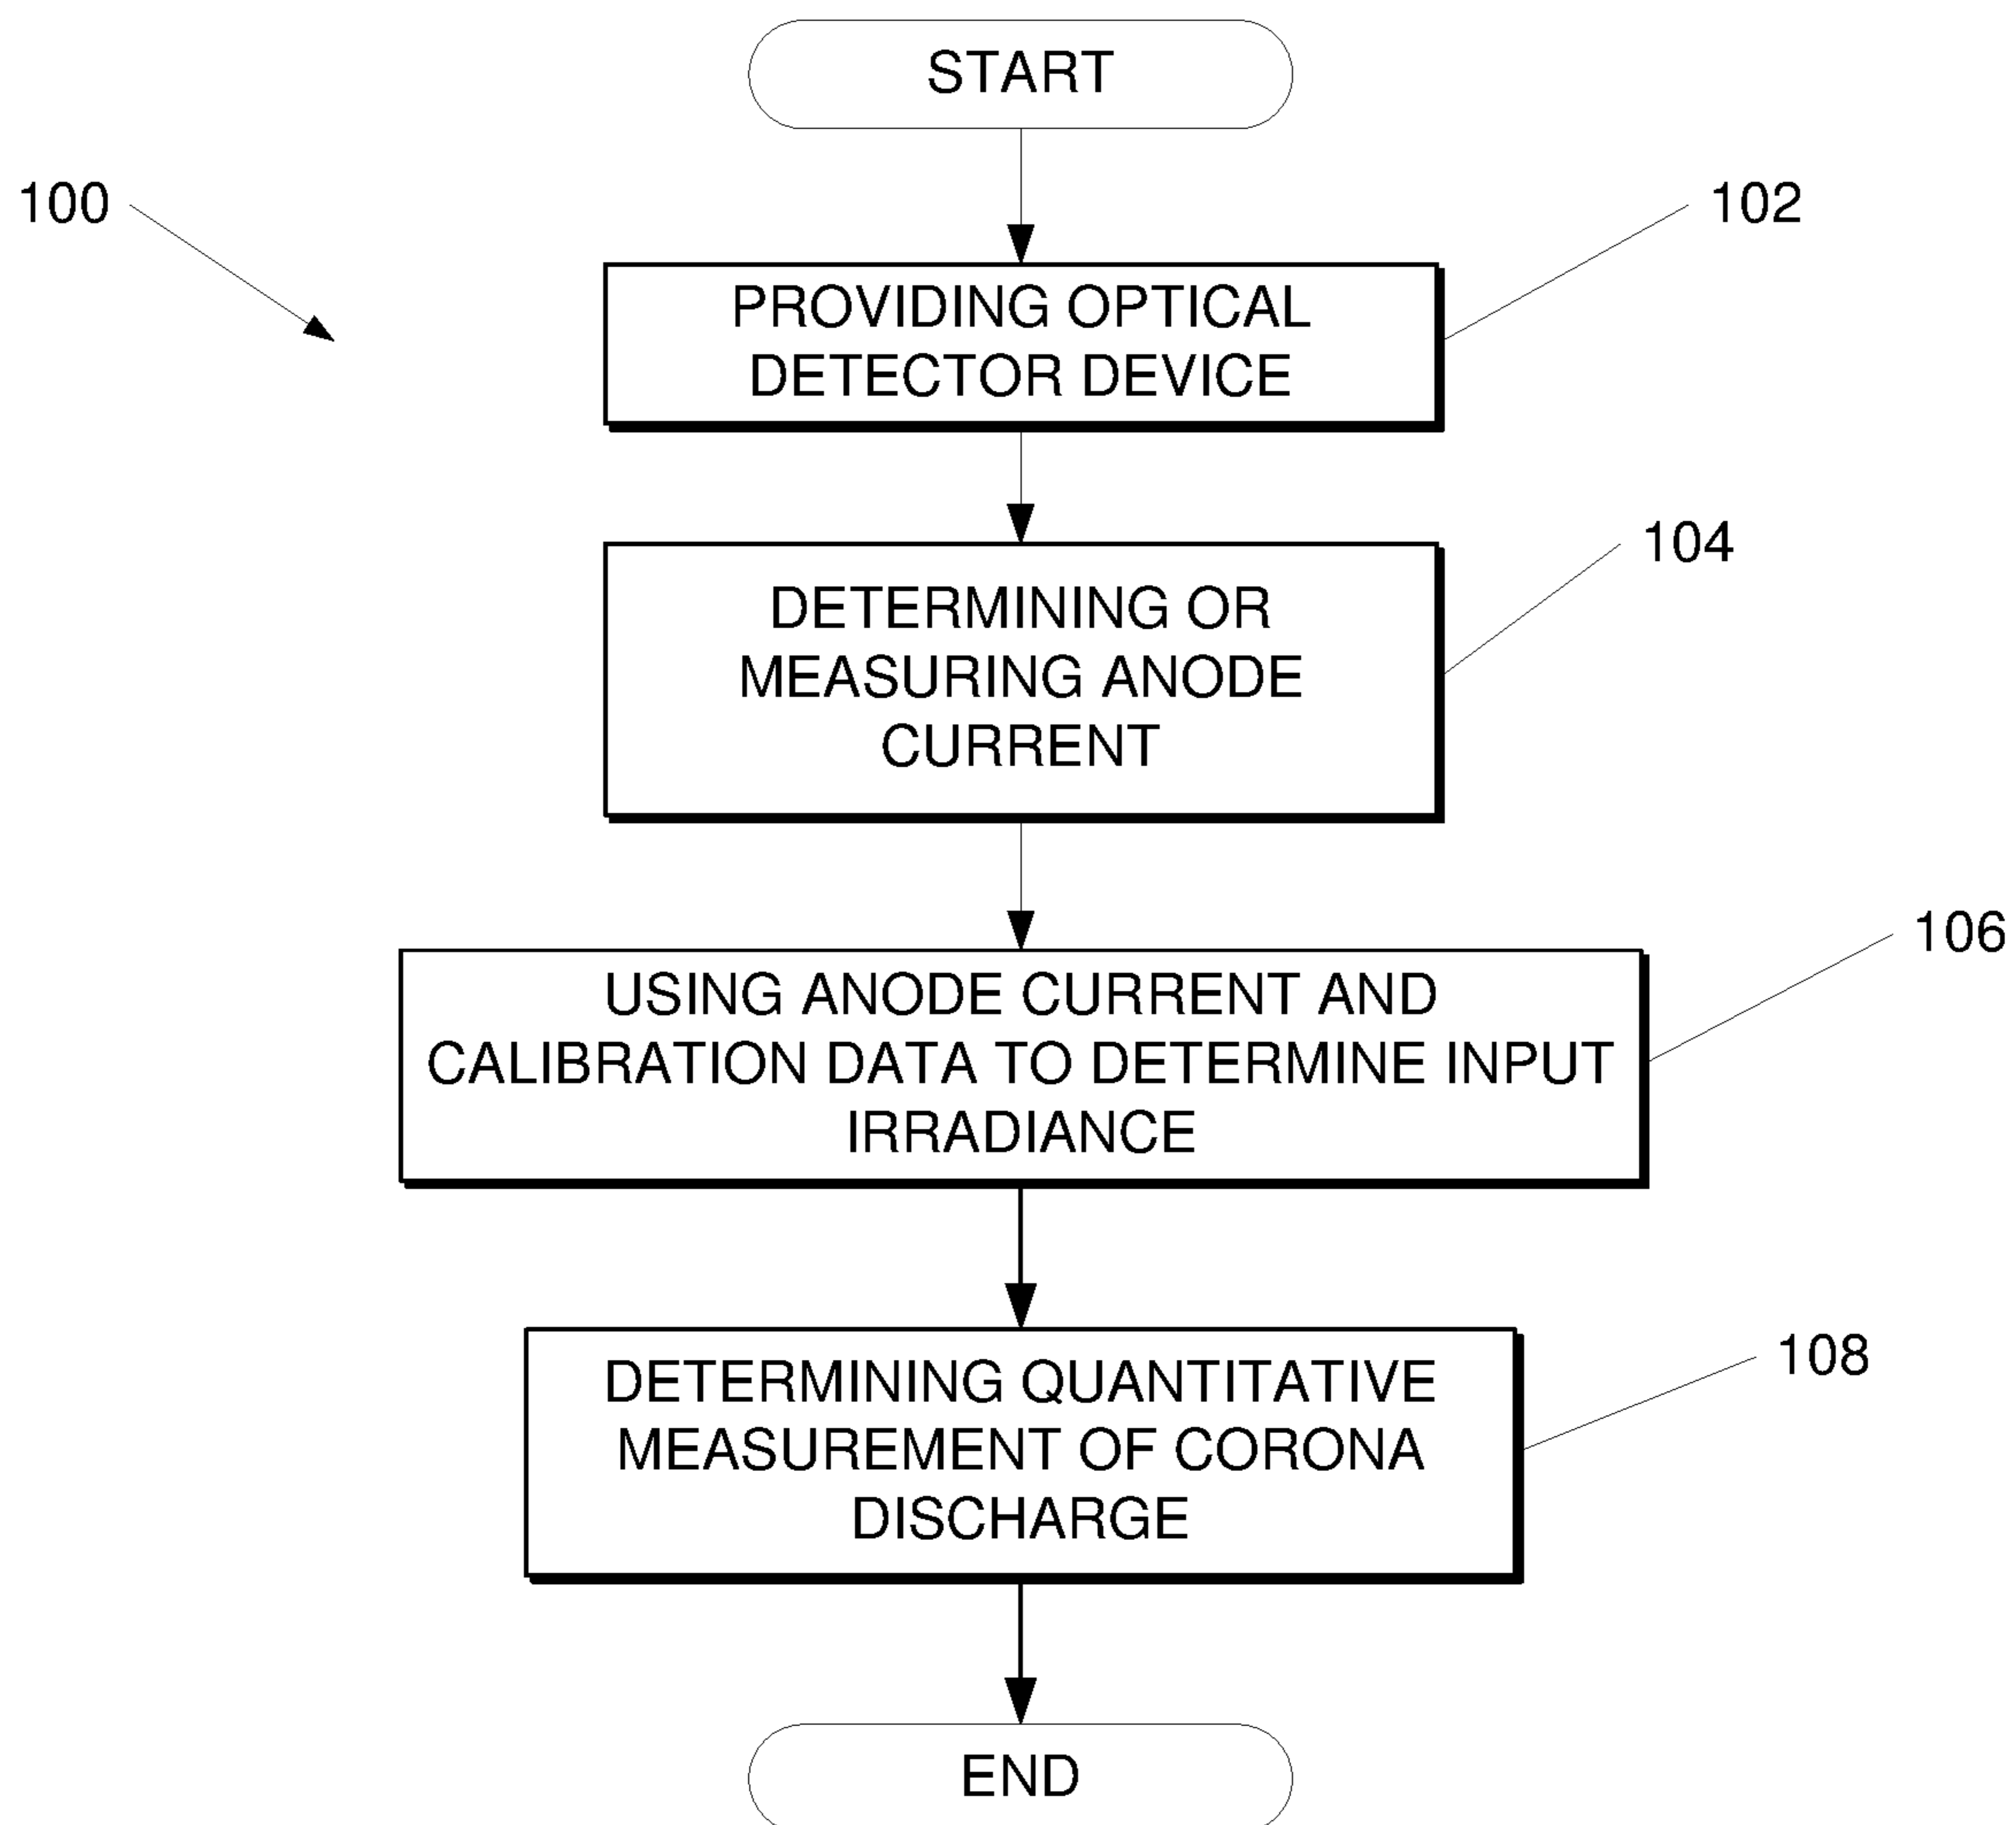 START
100
102
PROVIDING OPTICAL
DETECTOR DEVICE
104
DETERMINING OR
MEASURING ANODE
CURRENT
106
USING ANODE CURRENT AND
CALIBRATION DATA TO DETERMINE INPUT
IRRADIANCE
108
DETERMINING QUANTITATIVE
MEASUREMENT OF CORONA
DISCHARGE
END